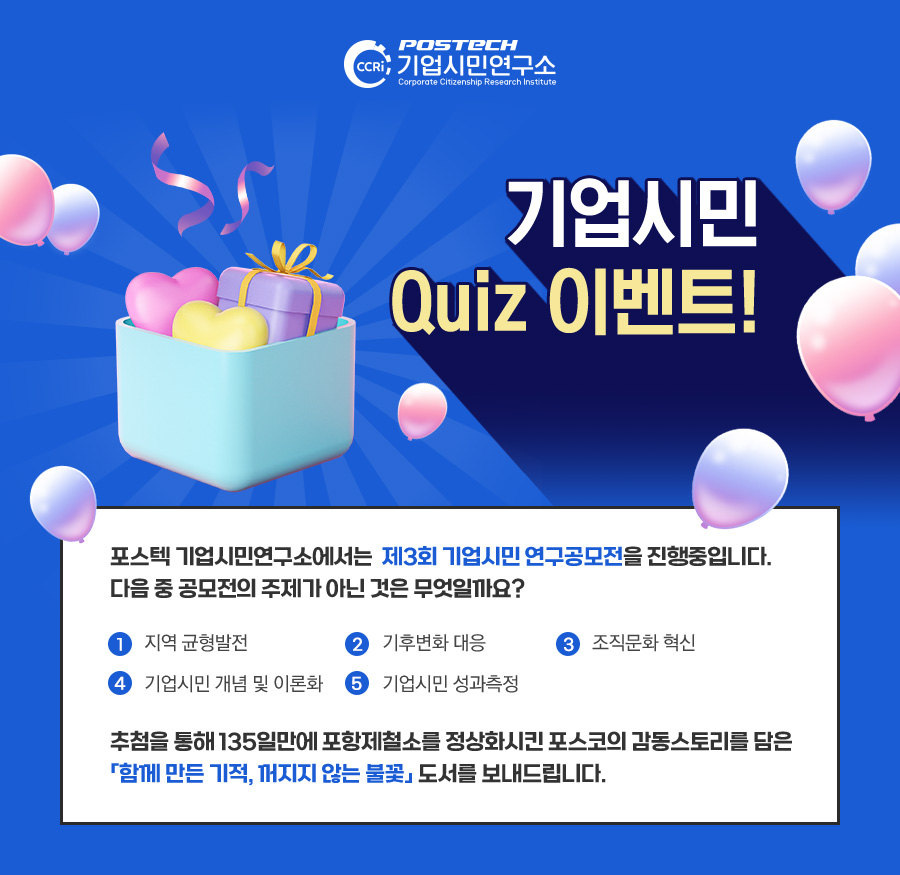 CCRi
POSTECH
기업시민연구소
Corporate Citizenship Research Institute
기업시민
Quiz 이벤트!
포스텍 기업시민연구소에서는 제3회 기업시민 연구공모전을 진행중입니다.
다음 중 공모전의 주제가 아닌 것은 무엇일까요?
1 지역 균형발전 2 기후변화 대응 3 조직문화 혁신
4 기업시민 개념 및 이론화 5 기업시민 성과측정
추첨을 통해 135일만에 포항제철소를 정상화시킨 포스코의 감동스토리를 담은
「함께 만든 기적, 꺼지지 않는 불꽃」 도서를 보내드립니다.